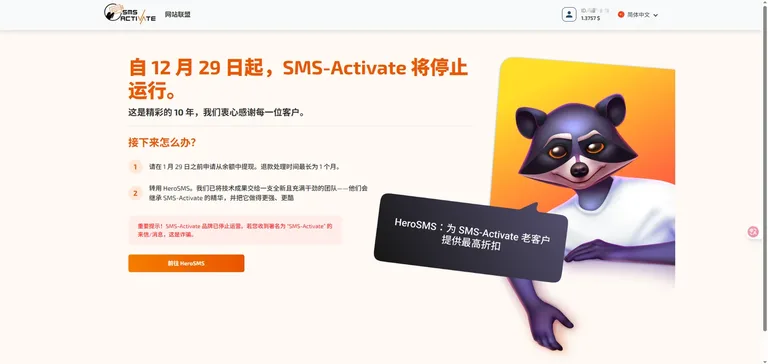 SMS
ACTIVATE
网站联盟
1.3757 $
简体中文
自 12 月 29 日起，SMS-Activate 将停止
运行。
这是精彩的 10 年，我们衷心感谢每一位客户。
接下来怎么办？
1
请在 1 月 29 日之前申请从余额中提现。退款处理时间最长为 1 个月。
2
转用 HeroSMS。我们已将技术成果交给一支全新且充满干劲的团队——他们会
继承 SMS-Activate 的精华，并把它做得更强、更酷
重要提示！SMS-Activate 品牌已停止运营。若您收到署名为 "SMS-Activate" 的
来信/消息，这是诈骗。
前往 HeroSMS
HeroSMS：为 SMS-Activate 老客户
提供最高折扣